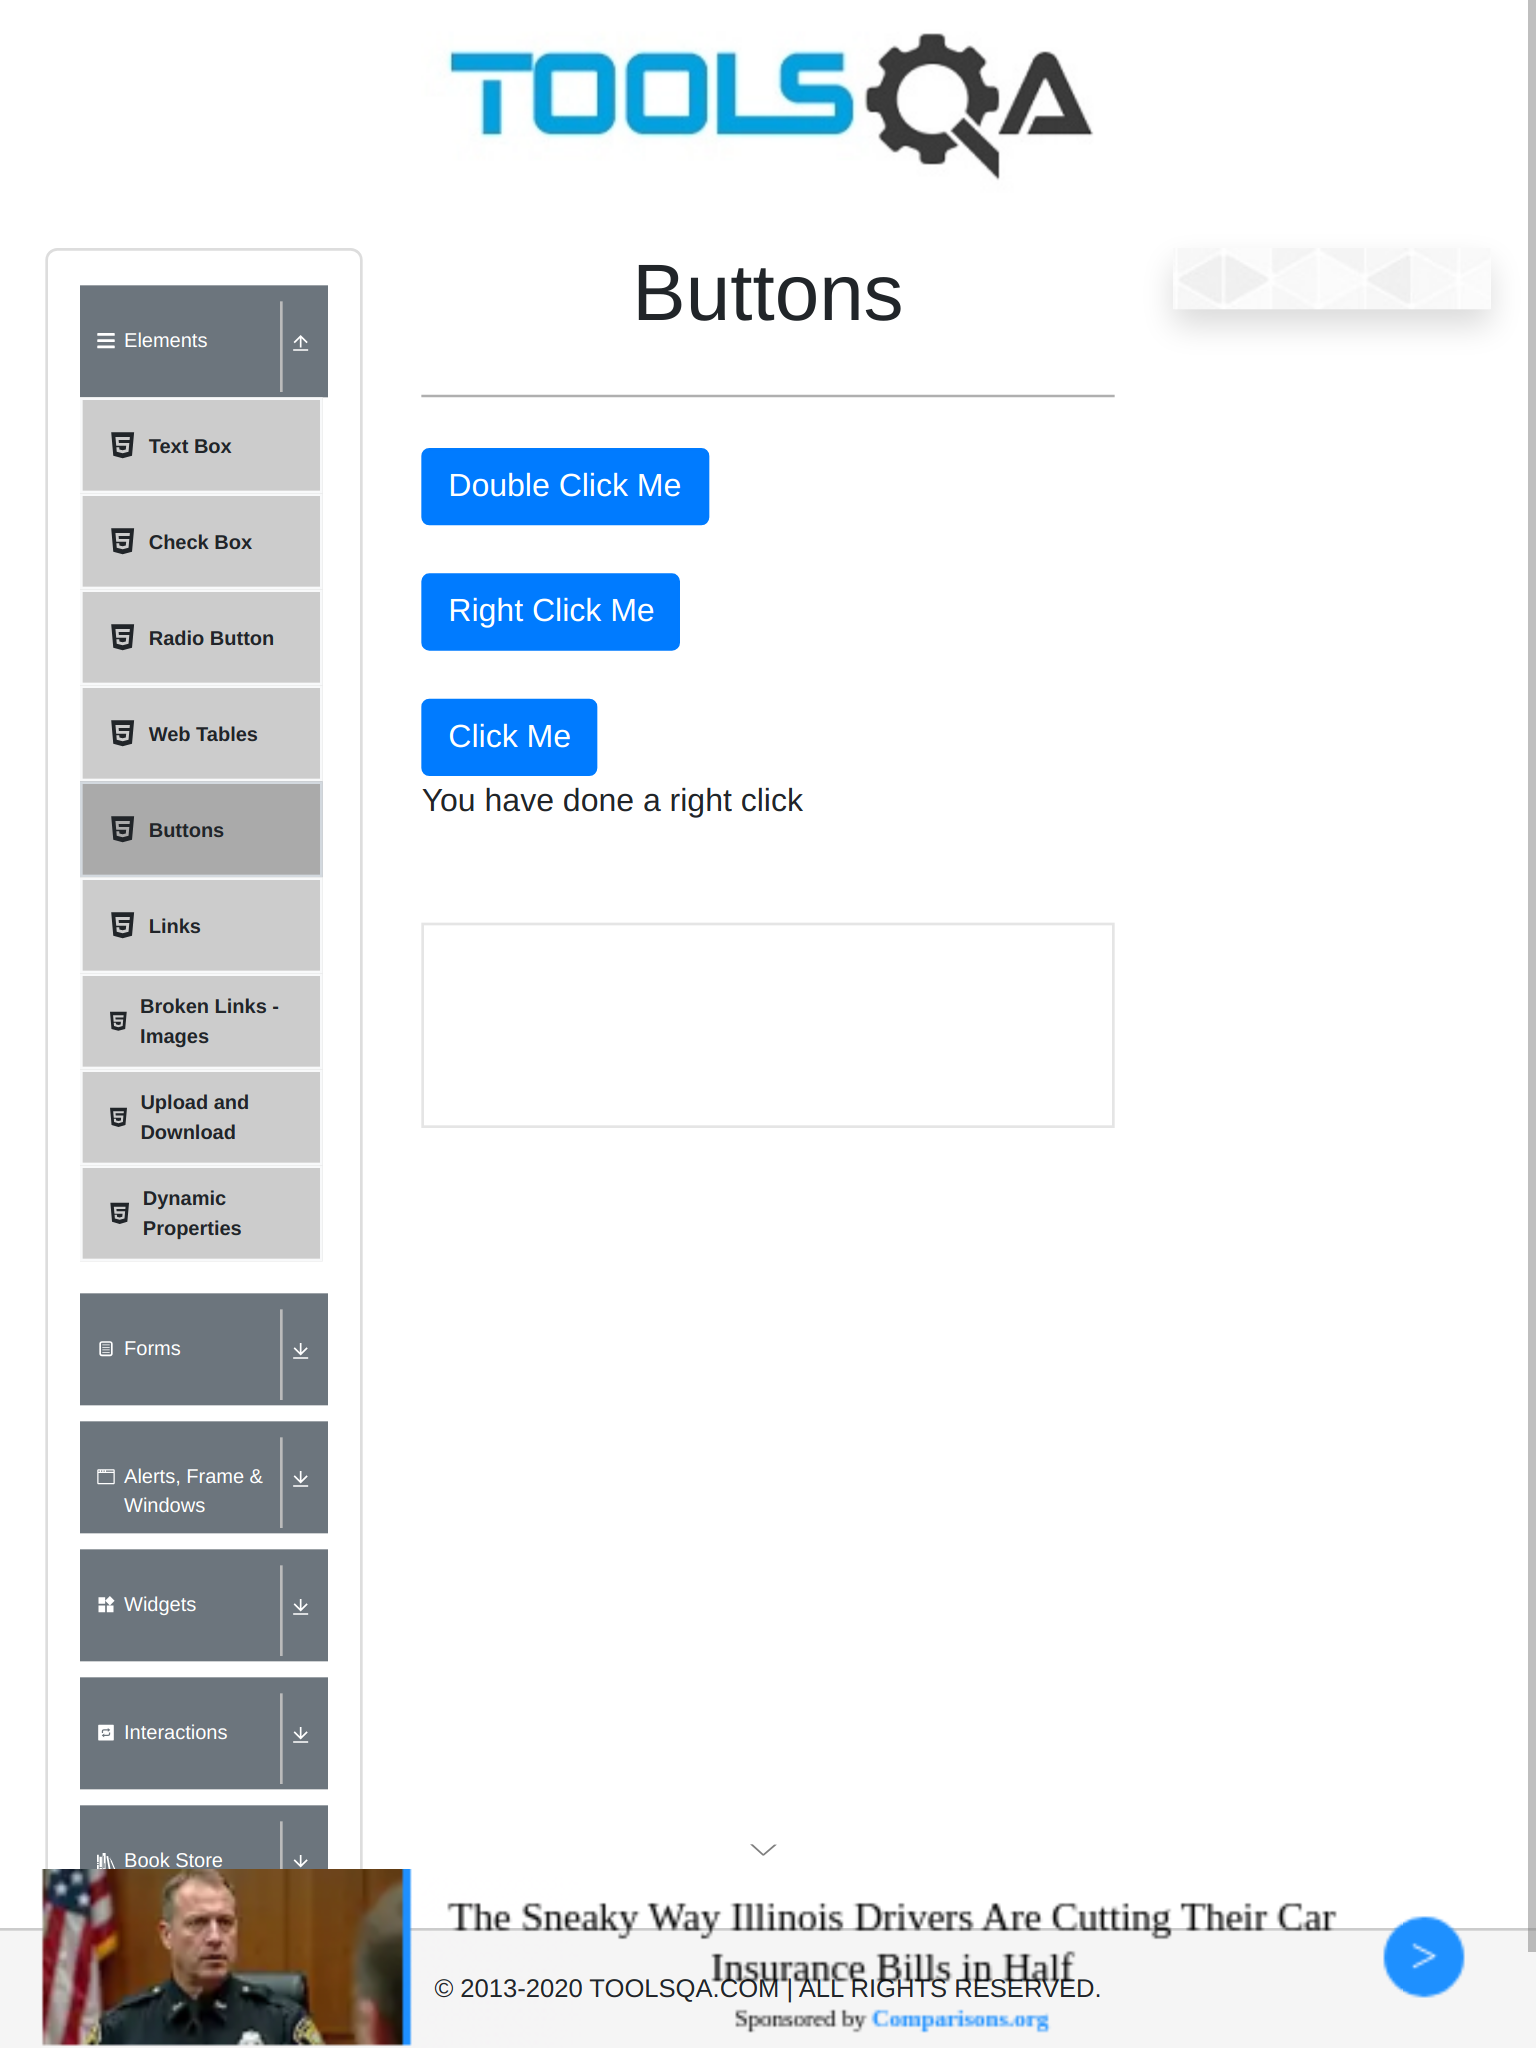 TOOLSQA
Buttons
Elements
Text Box
Check Box
Radio Button
Web Tables
Buttons
Links
Broken Links -
Images
Upload and
Download
Dynamic
Properties
Forms
Alerts, Frame &
Windows
Widgets
Interactions
Book Store
Double Click Me
Right Click Me
Click Me
You have done a right click
The Sneaky Way Illinois Drivers Are Cutting Their Car
Insurance Bills in Half
© 2013-2020 TOOLSQA.COM | ALL RIGHTS RESERVED.
Sponsored by Comparisons.org
>